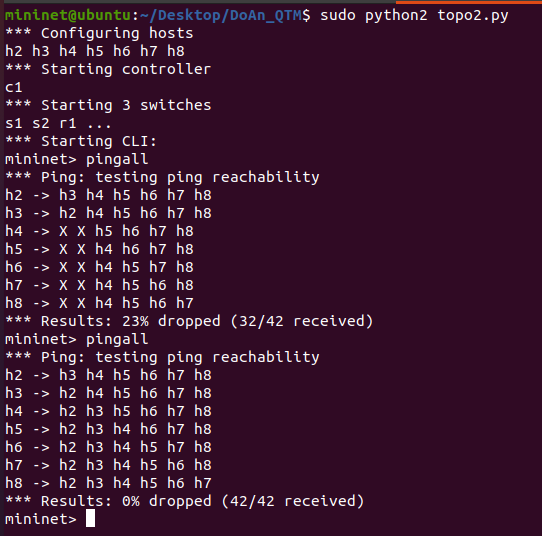 mininet@ubuntu:~/Desktop/DoAn_QTM$ sudo python2 topo2.py
*** Configuring hosts
h2 h3 h4 h5 h6 h7 h8
*** Starting controller
c1
*** Starting 3 switches
s1 s2 r1 ...
*** Starting CLI:
mininet> pingall
*** Ping: testing ping reachability
h2 -> h3 h4 h5 h6 h7 h8
h3 -> h2 h4 h5 h6 h7 h8
h4 -> X X h5 h6 h7 h8
h5 -> X X h4 h6 h7 h8
h6 -> X X h4 h5 h7 h8
h7 -> X X h4 h5 h6 h8
h8 -> X X h4 h5 h6 h7
*** Results: 23% dropped (32/42 received)
mininet> pingall
*** Ping: testing ping reachability
h2 -> h3 h4 h5 h6 h7 h8
h3 -> h2 h4 h5 h6 h7 h8
h4 -> h2 h3 h5 h6 h7 h8
h5 -> h2 h3 h4 h6 h7 h8
h6 -> h2 h3 h4 h5 h7 h8
h7 -> h2 h3 h4 h5 h6 h8
h8 -> h2 h3 h4 h5 h6 h7
*** Results: 0% dropped (42/42 received)
mininet>